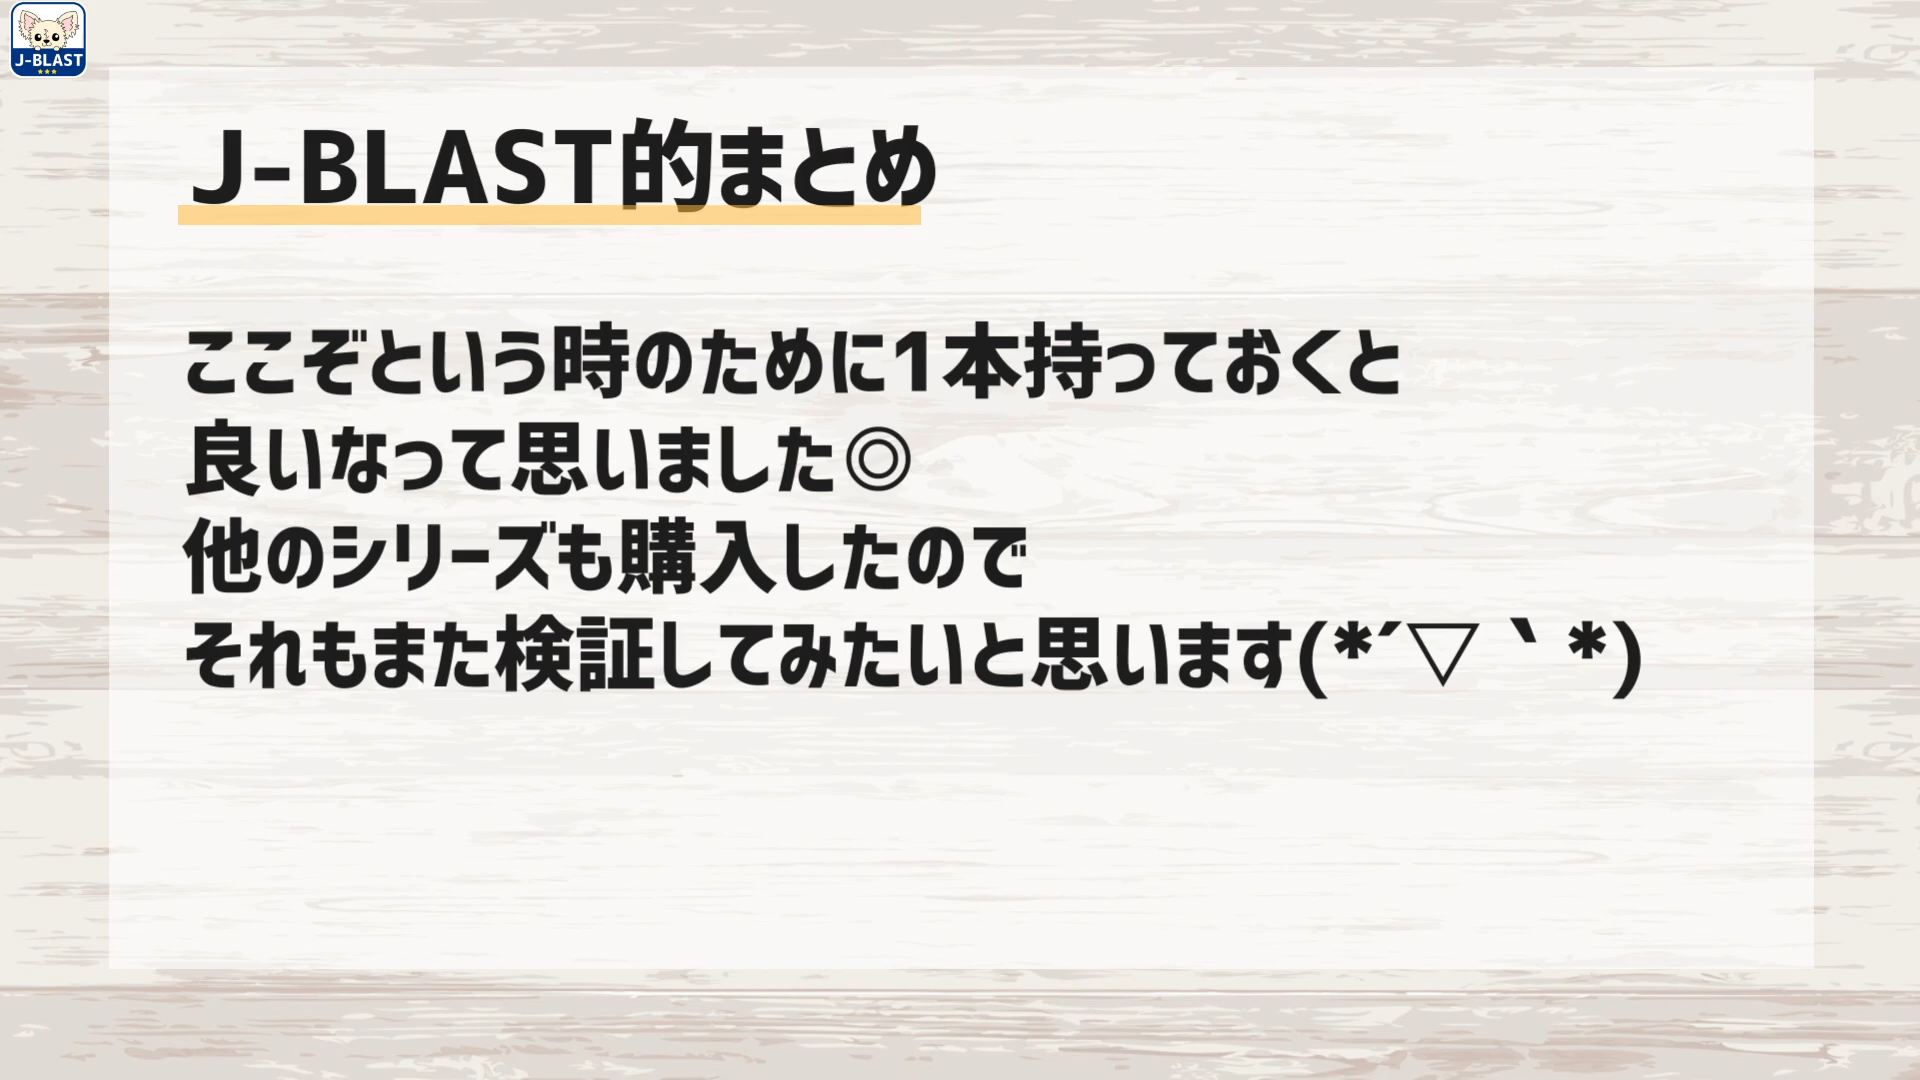 J-BLAST
J-BLAST的まとめ
ここぞという時のために1本持っておくと
良いなって思いました◎
他のシリーズも購入したので
それもまた検証してみたいと思います(*´▽｀*)